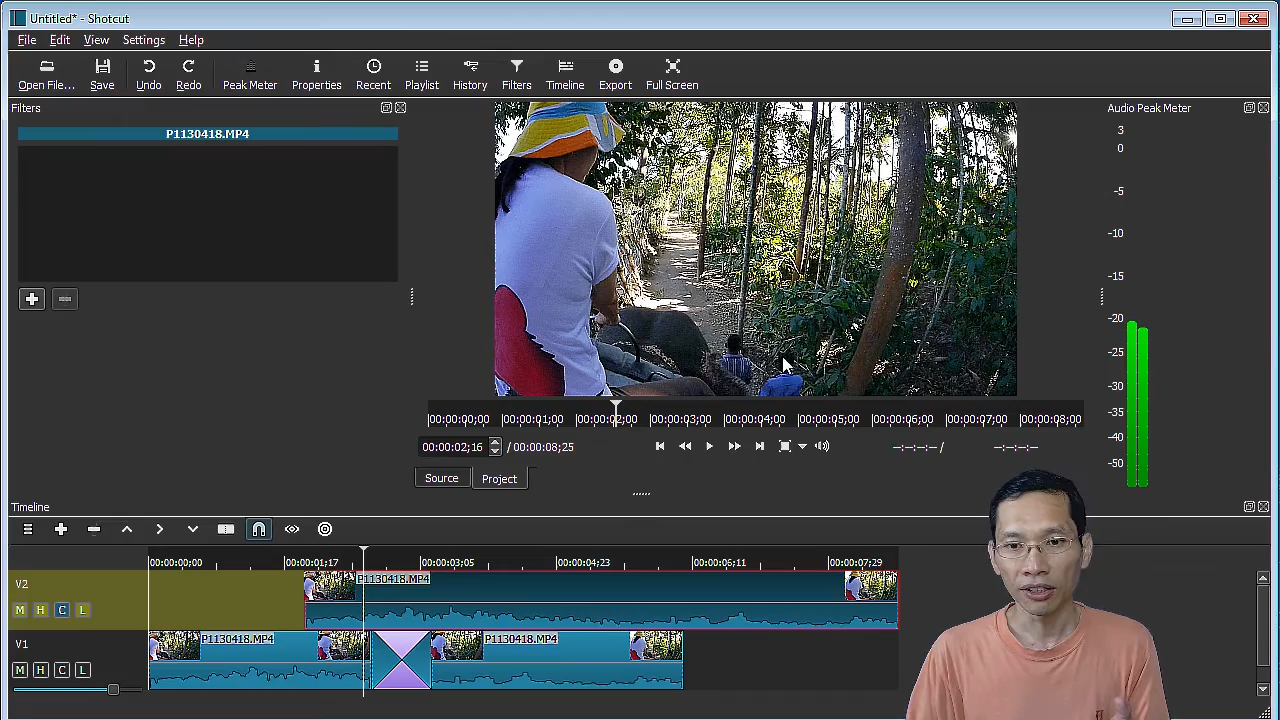 Untitled* - Shotcut
File Edit View Settings Help
Open File... Save Undo Redo Peak Meter Properties Recent Playlist History Filters Timeline Export Full Screen
Filters
Audio Peak Meter
P1130418.MP4
3
0
-5
-10
-15
-20
-25
-30
-35
-40
-50
00:00:00;00 00:00:01;00 00:00:02;00 00:00:03;00 00:00:04;00 00:00:05;00 00:00:06;00 00:00:07;00 00:00:08;00
00:00:02;16 / 00:00:08;25 --:--:--:-- / --:--:--:--
Source Project
Timeline
00:00:00;00 00:00:01;17 00:00:03;05 00:00:04;23 00:00:06;11 00:00:07;29
V2 P1130418.MP4
M H C L
V1 P1130418.MP4 P1130418.MP4
M H C L